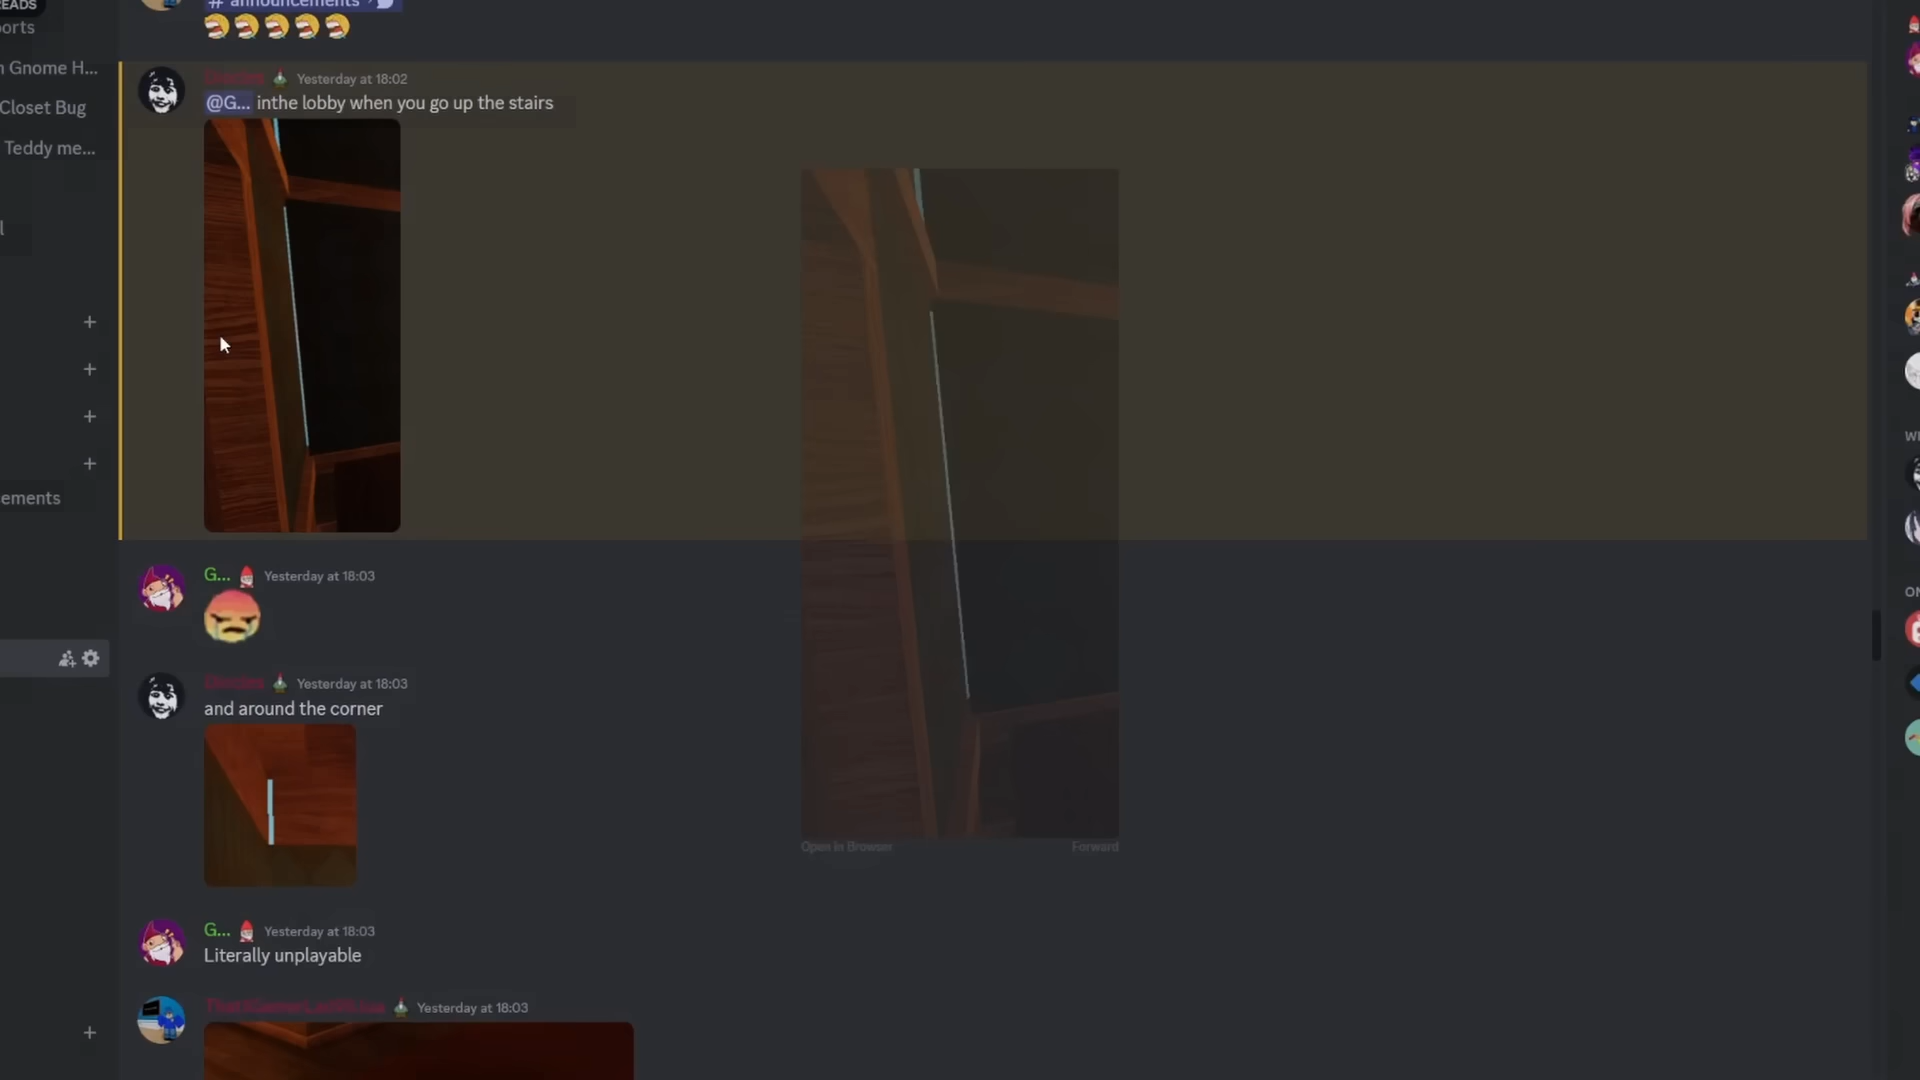 EADS
orts
# announcements ›
n Gnome H...
Closet Bug
Teddy me...
l
ements
Yesterday at 18:02
@G... inthe lobby when you go up the stairs
G... Yesterday at 18:03
Yesterday at 18:03
and around the corner
Open in Browser Forward
G... Yesterday at 18:03
Literally unplayable
Yesterday at 18:03
WI
ON